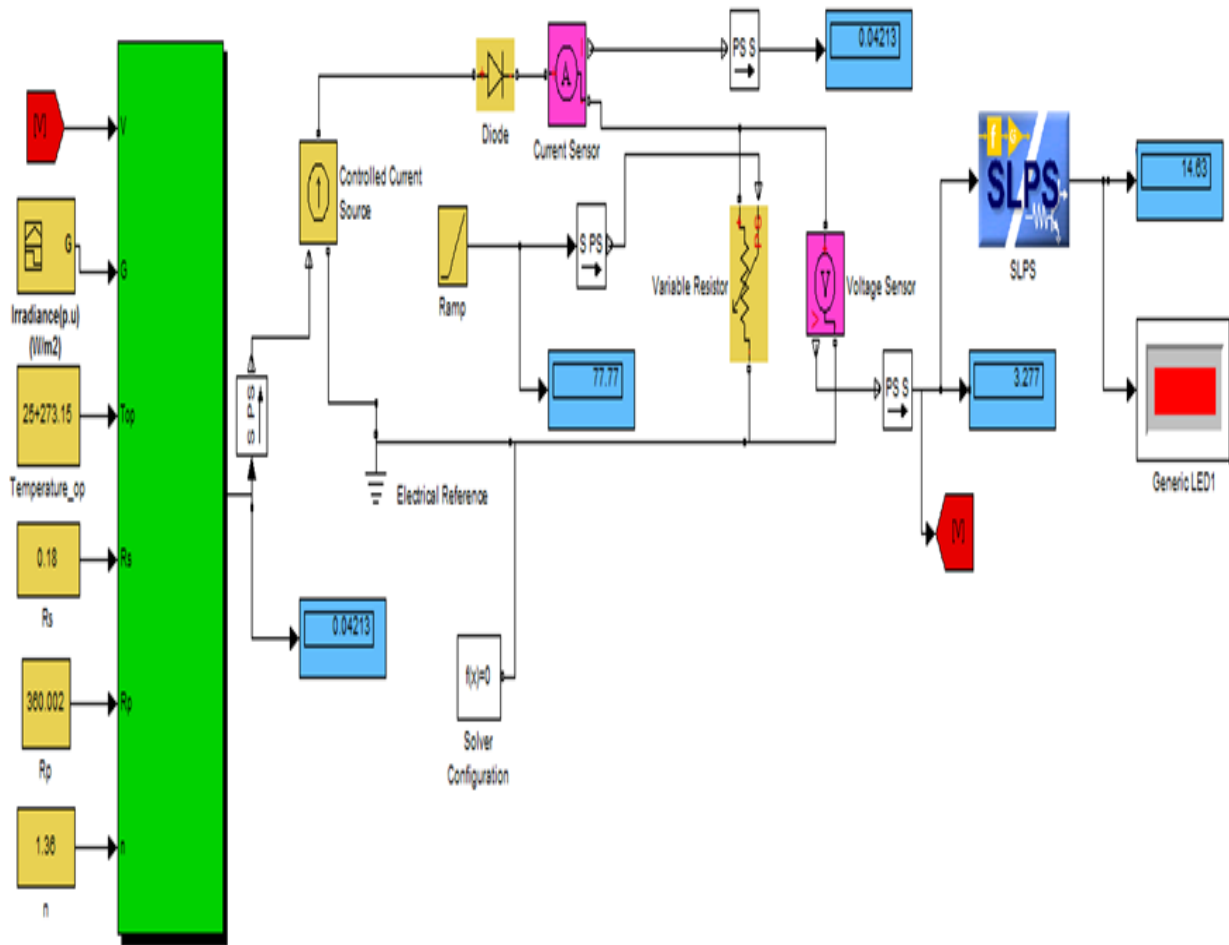 0.04213
PS S
A
Diode
Current Sensor
[V]
V
Controlled Current
Source
f
G
SLPS
SLPS
14.63
G
G
Irradiance(p.u)
(W/m2)
S PS
Ramp
PS
Variable Resistor
V
V
Voltage Sensor
77.77
PS S
3.277
Generic LED1
25+273.15
Top
Temperature_op
S PS
Electrical Reference
[V]
0.18
Rs
Rs
0.04213
360.002
Rp
Rp
f(x)=0
Solver
Configuration
1.36
n
n